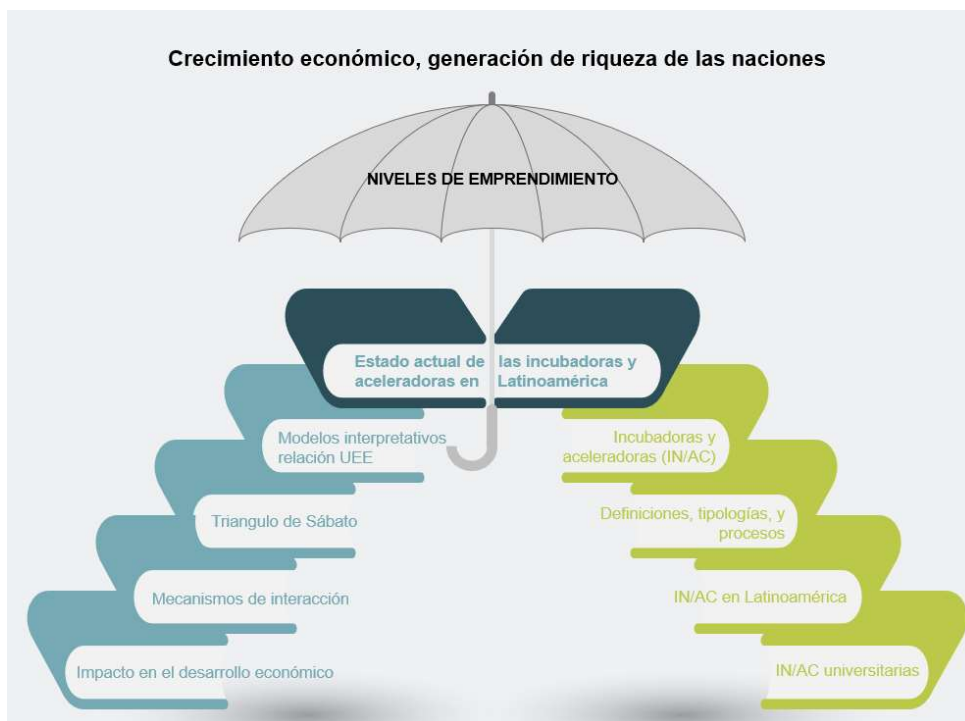 Crecimiento económico, generación de riqueza de las naciones
NIVELES DE EMPRENDIMIENTO
Estado actual de las incubadoras y
aceleradoras en Latinoamérica
Modelos interpretativos
relación UEE
Triangulo de Sábato
Mecanismos de interacción
Impacto en el desarrollo económico
Incubadoras y
aceleradoras (IN/AC)
Definiciones, tipologías, y
procesos
IN/AC en Latinoamérica
IN/AC universitarias